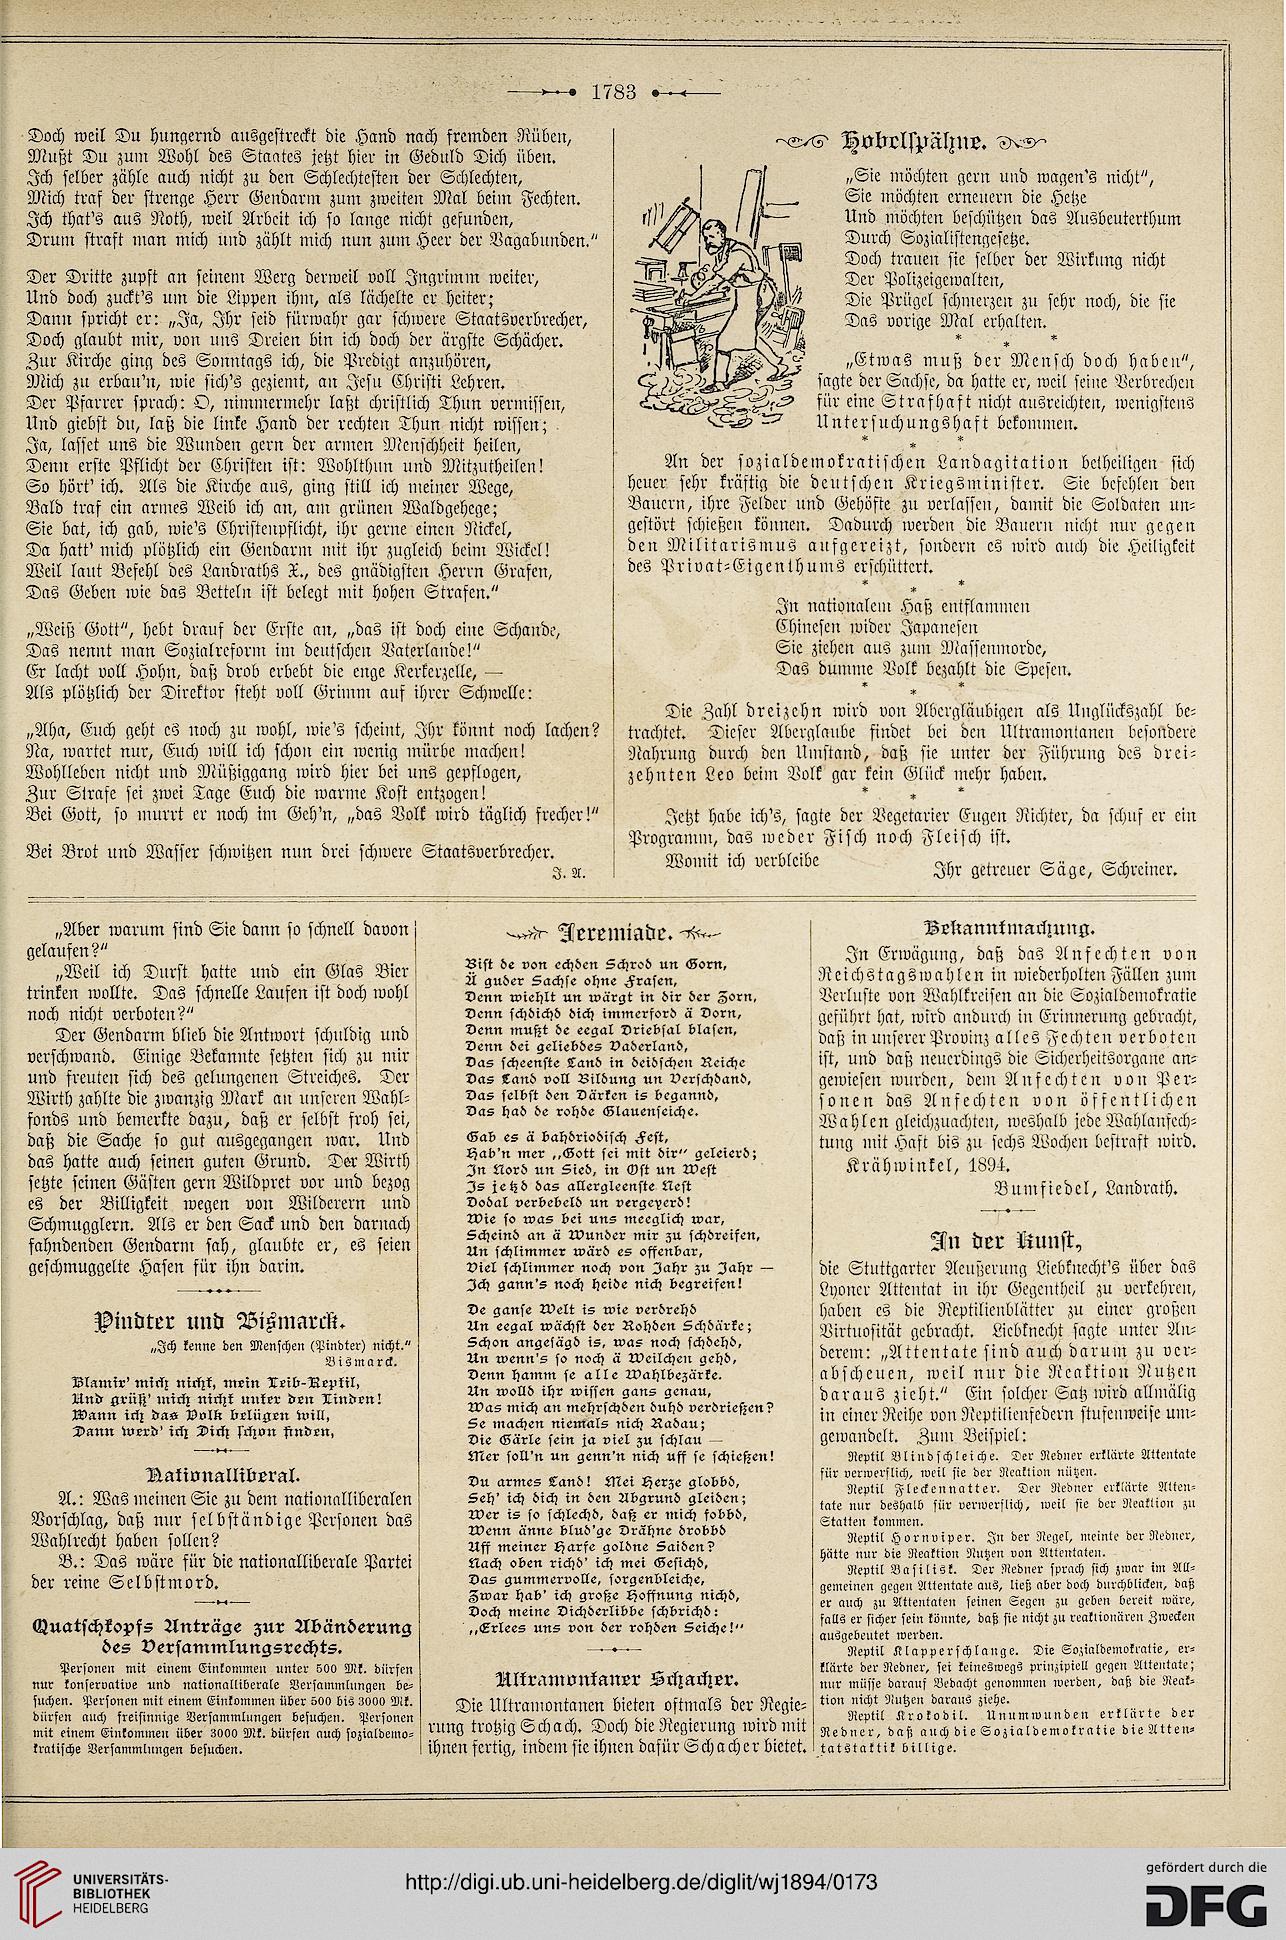 1783
Doch weil Du hungernd ausgestreckt die Hand nach fremden Rüben,
Mußt Du zum Wohl des Staates jetzt hier in Geduld Dich üben.
Ich selber zähle auch nicht zu den Schlechtesten der Schlechten,
Mich traf der strenge Herr Gendarm zum zweiten Mal beim Fechten.
Ich that's aus Noth, weil Arbeit ich so lange nicht gefunden,
Drum straft man mich und zählt mich nun zum Heer der Vagabunden.“
Der Dritte zupft an seinem Werg derweil voll Ingrimm weiter,
Und doch zuckt's um die Lippen ihm, als lächelte er heiter;
Dann spricht er: „Ja, Ihr seid fürwahr gar schwere Staatsverbrecher,
Doch glaubt mir, von uns Dreien bin ich doch der ärgste Schächer.
Zur Kirche ging des Sonntags ich, die Predigt anzuhören,
Mich zu erbau'n, wie sich's geziemt, an Jesu Christi Lehren.
Der Pfarrer sprach: O, nimmermehr laßt christlich Thun vermissen,
Und giebst du, laß die linke Hand der rechten Thun nicht wissen;
Ja, lasset uns die Wunden gern der armen Menschheit heilen,
Denn erste Pflicht der Christen ist: Wohlthun und Mitzutheilen!
So hört' ich. Als die Kirche aus, ging still ich meiner Wege,
Bald traf ein armes Weib ich an, am grünen Waldgehege;
Sie bat, ich gab, wie's Christenpflicht, ihr gerne einen Nickel,
Da hatt' mich plötzlich ein Gendarm mit ihr zugleich beim Wickel!
Weil laut Befehl des Landraths X., des gnädigsten Herrn Grafen,
Das Geben wie das Betteln ist belegt mit hohen Strafen.“
„Weiß Gott“, hebt drauf der Erste an, „das ist doch eine Schande,
Das nennt man Sozialreform im deutschen Vaterlande!“
Er lacht voll Hohn, daß drob erbebt die enge Kerkerzelle, —
Als plötzlich der Direktor steht voll Grimm auf ihrer Schwelle:
„Aha, Euch geht es noch zu wohl, wie's scheint, Ihr könnt noch lachen?
Na, wartet nur, Euch will ich schon ein wenig mürbe machen!
Wohlleben nicht und Müßiggang wird hier bei uns gepflogen,
Zur Strafe sei zwei Tage Euch die warme Kost entzogen!
Bei Gott, so murrt er noch im Geh'n, „das Volk wird täglich frecher!“
Bei Brot und Wasser schwitzen nun drei schwere Staatsverbrecher.
J. A.
Hobelspähne.
„Sie möchten gern und wagen's nicht“,
Sie möchten erneuern die Hetze
Und möchten beschützen das Ausbeuterthum
Durch Sozialistengesetze.
Doch trauen sie selber der Wirkung nicht
Der Polizeigewalten,
Die Prügel schmerzen zu sehr noch, die sie
Das vorige Mal erhalten.
* * *
„Etwas muß der Mensch doch haben“,
sagte der Sachse, da hatte er, weil seine Verbrechen
für eine Strafhaft nicht ausreichten, wenigstens
Untersuchungshaft bekommen.
* * *
An der sozialdemokratischen Landagitation betheiligen sich
heuer sehr kräftig die deutschen Kriegsminister. Sie befehlen den
Bauern, ihre Felder und Gehöfte zu verlassen, damit die Soldaten un-
gestört schießen können. Dadurch werden die Bauern nicht nur gegen
den Militarismus aufgereizt, sondern es wird auch die Heiligkeit
des Privat-Eigenthums erschüttert.
* * *
In nationalem Haß entflammen
Chinesen wider Japanesen
Sie ziehen aus zum Massenmorde,
Das dumme Volk bezahlt die Spesen.
* * *
Die Zahl dreizehn wird von Abergläubigen als Unglückszahl be-
trachtet. Dieser Aberglaube findet bei den Ultramontanen besondere
Nahrung durch den Umstand, daß sie unter der Führung des drei-
zehnten Leo beim Volk gar kein Glück mehr haben.
* * *
Jetzt habe ich's, sagte der Vegetarier Eugen Richter, da schuf er ein
Programm, das weder Fisch noch Fleisch ist.
Womit ich verbleibe
Ihr getreuer Säge, Schreiner.
„Aber warum sind Sie dann so schnell davon
gelaufen?“
„Weil ich Durst hatte und ein Glas Bier
trinken wollte. Das schnelle Laufen ist doch wohl
noch nicht verboten?“
Der Gendarm blieb die Antwort schuldig und
verschwand. Einige Bekannte setzten sich zu mir
und freuten sich des gelungenen Streiches. Der
Wirth zahlte die zwanzig Mark an unseren Wahl-
fonds und bemerkte dazu, daß er selbst froh sei,
daß die Sache so gut ausgegangen war. Und
das hatte auch seinen guten Grund. Der Wirth
setzte seinen Gästen gern Wildpret vor und bezog
es der Billigkeit wegen von Wilderern und
Schmugglern. Als er den Sack und den darnach
fahndenden Gendarm sah, glaubte er, es seien
geschmuggelte Hasen für ihn darin.
Pindter und Bismarck.
„Ich kenne den Menschen (Pindter) nicht.“
Bismarck.
Blamir' mich nicht, mein Leib-Reptil,
Und grüß' mich nicht unter den Linden!
Wann ich das Volk belügen will,
Dann werd' ich Dich schon finden,
Nationalliberal.
A.: Was meinen Sie zu dem nationalliberalen
Vorschlag, daß nur selbständige Personen das
Wahlrecht haben sollen?
B.: Das wäre für die nationalliberale Partei
der reine Selbstmord.
Quatschkopfs Anträge zur Abänderung
des Versammlungsrechts.
Personen mit einem Einkommen unter 500 Mk. dürfen
nur konservative und nationalliberale Versammlungen be-
suchen. Personen mit einem Einkommen über 500 bis 3000 Mk.
dürfen auch freisinnige Versammlungen besuchen. Personen
mit einem Einkommen über 3000 Mk. dürfen auch sozialdemo-
kratische Versammlungen besuchen.
Jeremiade.
Bist de von echden Schrod un Gorn,
Ä guder Sachse ohne Frasen,
Denn wiehlt un wärgt in dir der Zorn,
Denn schdichd dich immerford ä Dorn,
Denn mußt de eegal Driebsal blasen,
Denn dei geliebdes Vaderland,
Das scheenste Land in deidschen Reiche
Das Land voll Bildung un Verschdand,
Das selbst den Därken is begannd,
Das had de rohde Glauenseiche.
Gab es ä bahdriodisch Fest,
Hab'n mer „Gott sei mit dir“ geleierd;
In Nord un Sied, in Ost un West
Is jetzd das allergleenste Nest
Dodal verbebeld un vergeyerd!
Wie so was bei uns meeglich war,
Scheind an ä Wunder mir zu schdreifen,
Un schlimmer wärd es offenbar,
Viel schlimmer noch von Jahr zu Jahr —
Ich gann's noch heide nich begreifen!
De ganse Welt is wie verdrehd
Un eegal wächst der Rohden Schdärke;
Schon angesägd is, was noch schdehd,
Un wenn's so noch ä Weilchen gehd,
Denn hamm se alle Wahlbezärke.
Un wolld ihr wissen gans genau,
Was mich an mehrschden duhd verdrießen?
Se machen niemals nich Radau;
Die Gärle sein ja viel zu schlau —
Mer soll'n un genn'n nich uff se schießen!
Du armes Land! Mei Herze globbd,
Seh' ich dich in den Abgrund gleiden;
Wer is so schlechd, daß er mich fobbd,
Wenn änne blud'ge Drähne drobbd
Uff meiner Harfe goldne Saiden?
Nach oben richd' ich mei Gesichd,
Das gummervolle, sorgenbleiche,
Zwar hab' ich große Hoffnung nichd,
Doch meine Dichderlibbe schbrichd:
„Erlees uns von der rohden Seiche!“
Ultramontaner Schacher.
Die Ultramontanen bieten oftmals der Regie-
rung trotzig Schach. Doch die Regierung wird mit
ihnen fertig, indem sie ihnen dafür Schacher bietet.
Bekanntmachung.
In Erwägung, daß das Anfechten von
Reichstagswahlen in wiederholten Fällen zum
Verluste von Wahlkreisen an die Sozialdemokratie
geführt hat, wird andurch in Erinnerung gebracht,
daß in unserer Provinz alles Fechten verboten
ist, und daß neuerdings die Sicherheitsorgane an-
gewiesen wurden, dem Anfechten von Per-
sonen das Anfechten von öffentlichen
Wahlen gleichzuachten, weshalb jede Wahlanfech-
tung mit Haft bis zu sechs Wochen bestraft wird.
Krähwinkel, 1894.
Bumfiedel, Landrath.
In der Kunst,
die Stuttgarter Aeußerung Liebknecht's über das
Lyoner Attentat in ihr Gegentheil zu verkehren,
haben es die Reptilienblätter zu einer großen
Virtuosität gebracht. Liebknecht sagte unter An-
derem: „Attentate sind auch darum zu ver-
abscheuen, weil nur die Reaktion Nutzen
daraus zieht.“ Ein solcher Satz wird allmälig
in einer Reihe von Reptilienfedern stufenweise um-
gewandelt. Zum Beispiel:
Reptil Blindschleiche. Der Redner erklärte Attentate
für verwerflich, weil sie der Reaktion nützen.
Reptil Fleckennatter. Der Redner erklärte Atten-
tate nur deshalb für verwerflich, weil sie der Reaktion zu
Statten kommen.
Reptil Hornviper. In der Regel, meinte der Redner,
hätte nur die Reaktion Nutzen von Attentaten.
Reptil Basilisk. Der Redner sprach sich zwar im All-
gemeinen gegen Attentate aus, ließ aber doch durchblicken, daß
er auch zu Attentaten seinen Segen zu geben bereit wäre,
falls er sicher sein könnte, daß sie nicht zu reaktionären Zwecken
ausgebeutet werden.
Reptil Klapperschlange. Die Sozialdemokratie, er-
klärte der Redner, sei keineswegs prinzipiell gegen Attentate;
nur müsse darauf Bedacht genommen werden, daß die Reak-
tion nicht Nutzen daraus ziehe.
Reptil Krokodil. Unumwunden erklärte der
Redner, daß auch die Sozialdemokratie die Atten-
tatstaktik billige.
UNIVERSITÄTS-
BIBLIOTHEK
HEIDELBERG
http://digi.ub.uni-heidelberg.de/diglit/wj1894/0173
gefördert durch die
DFG